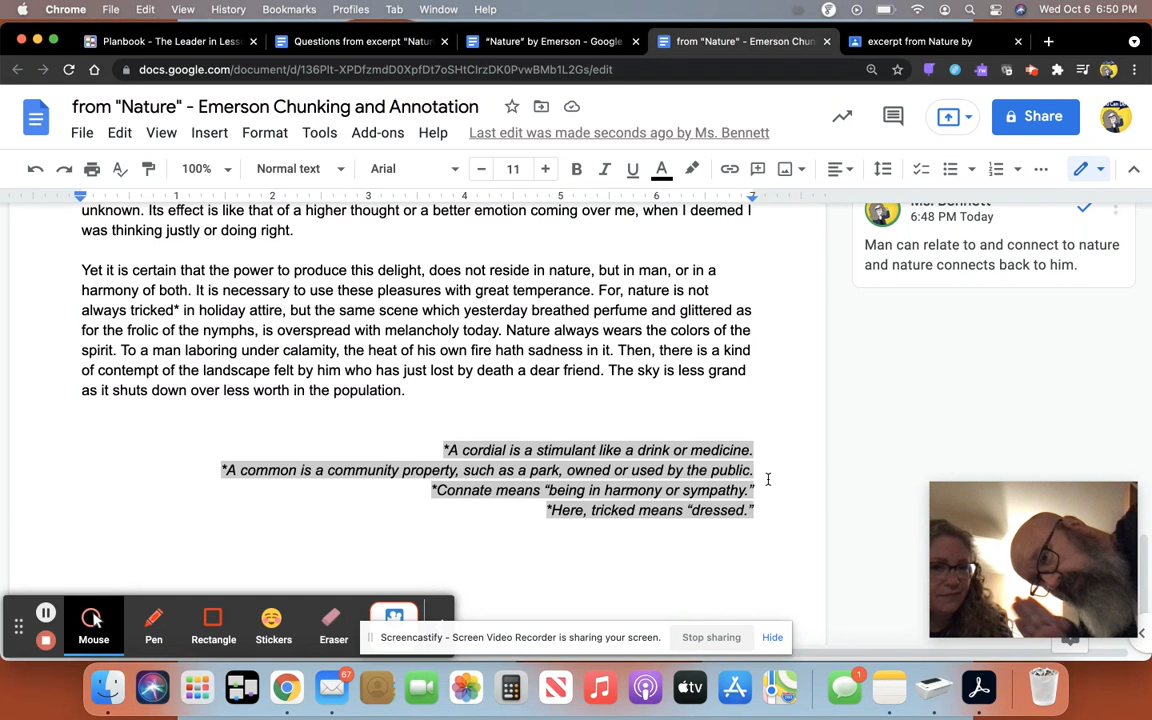 Chrome File Edit View History Bookmarks Profiles Tab Window Help Wed Oct 6 6:50 PM
Planbook - The Leader in Less Questions from excerpt "Natur "Nature" by Emerson - Google from "Nature" - Emerson Chun excerpt from Nature by
docs.google.com/document/d/136PIt-XPDfzmdD0XpfDt7oSHtClrzDK0PvwBMb1L2Gs/edit
from "Nature" - Emerson Chunking and Annotation
Share
File Edit View Insert Format Tools Add-ons Help Last edit was made seconds ago by Ms. Bennett
100% Normal text Arial 11 B I U A
1 2 3 4 5 6 7
unknown. Its effect is like that of a higher thought or a better emotion coming over me, when I deemed I
was thinking justly or doing right.
Yet it is certain that the power to produce this delight, does not reside in nature, but in man, or in a
harmony of both. It is necessary to use these pleasures with great temperance. For, nature is not
always tricked* in holiday attire, but the same scene which yesterday breathed perfume and glittered as
for the frolic of the nymphs, is overspread with melancholy today. Nature always wears the colors of the
spirit. To a man laboring under calamity, the heat of his own fire hath sadness in it. Then, there is a kind
of contempt of the landscape felt by him who has just lost by death a dear friend. The sky is less grand
as it shuts down over less worth in the population.
*A cordial is a stimulant like a drink or medicine.
*A common is a community property, such as a park, owned or used by the public.
*Connate means “being in harmony or sympathy.”
*Here, tricked means “dressed.”
Ms. Bennett
6:48 PM Today
Man can relate to and connect to nature
and nature connects back to him.
Mouse Pen Rectangle Stickers Eraser
Screencastify - Screen Video Recorder is sharing your screen. Stop sharing Hide
67
1